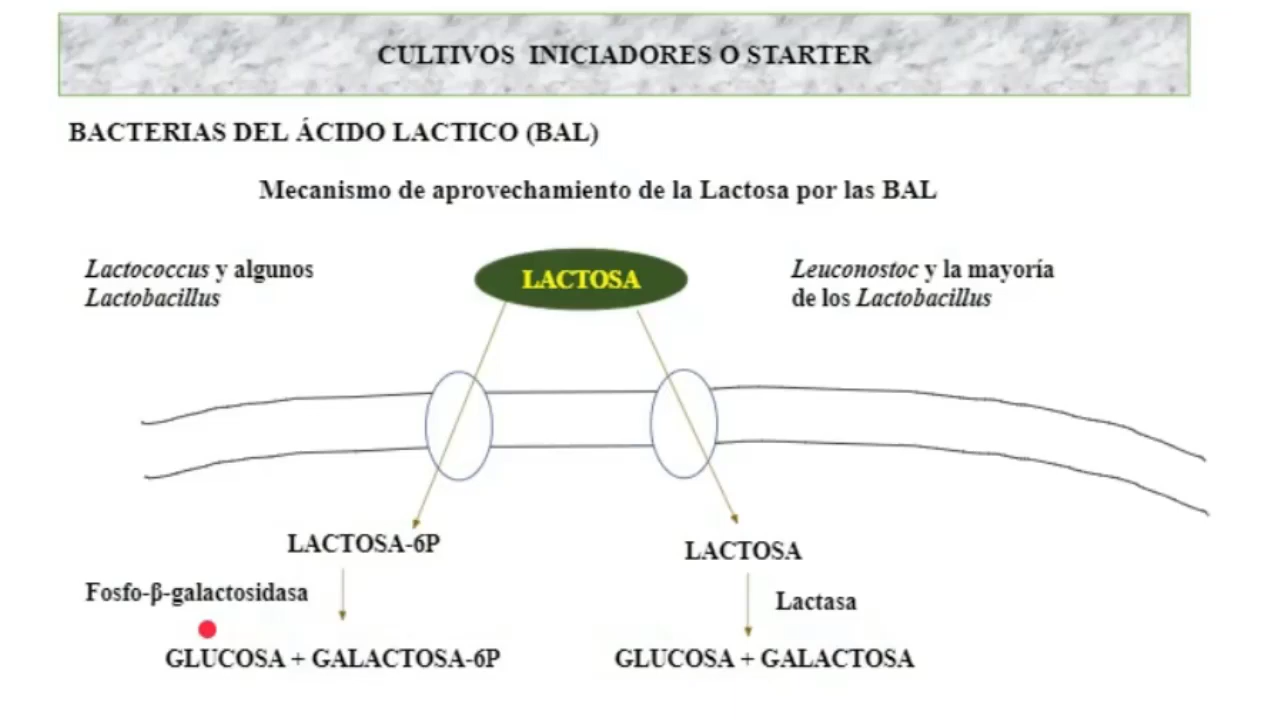 CULTIVOS INICIADORES O STARTER
BACTERIAS DEL ÁCIDO LACTICO (BAL)
Mecanismo de aprovechamiento de la Lactosa por las BAL
Lactococcus y algunos
Lactobacillus
LACTOSA
Leuconostoc y la mayoría
de los Lactobacillus
LACTOSA-6P
Fosfo-β-galactosidasa
GLUCOSA + GALACTOSA-6P
LACTOSA
Lactasa
GLUCOSA + GALACTOSA